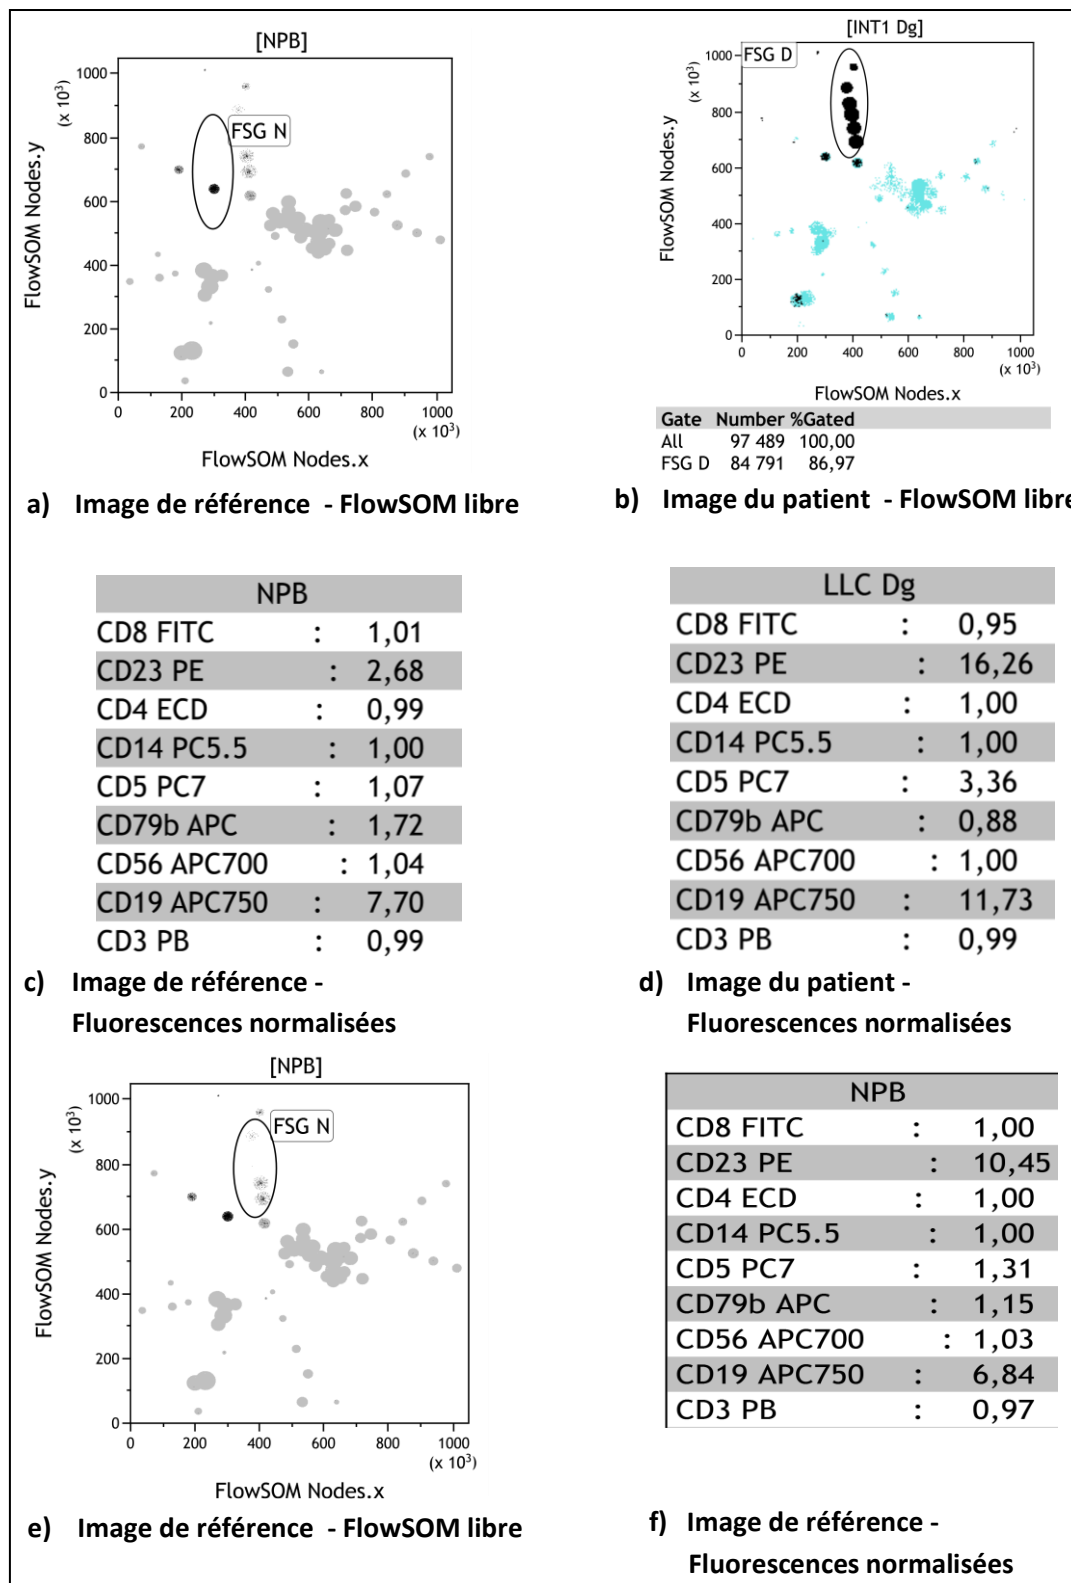 [NPB]
FlowSOM Nodes.y
(x 10³)
1000
800
600
400
200
0
FSG N
0 200 400 600 800 1000
(x 10³)
FlowSOM Nodes.x
a) Image de référence - FlowSOM libre
[INT1 Dg]
FlowSOM Nodes.y
(x 10³)
1000
800
600
400
200
0
FSG D
0 200 400 600 800 1000
(x 10³)
FlowSOM Nodes.x
Gate Number %Gated
All 97 489 100,00
FSG D 84 791 86,97
b) Image du patient - FlowSOM libre
NPB
CD8 FITC : 1,01
CD23 PE : 2,68
CD4 ECD : 0,99
CD14 PC5.5 : 1,00
CD5 PC7 : 1,07
CD79b APC : 1,72
CD56 APC700 : 1,04
CD19 APC750 : 7,70
CD3 PB : 0,99
c) Image de référence -
Fluorescences normalisées
LLC Dg
CD8 FITC : 0,95
CD23 PE : 16,26
CD4 ECD : 1,00
CD14 PC5.5 : 1,00
CD5 PC7 : 3,36
CD79b APC : 0,88
CD56 APC700 : 1,00
CD19 APC750 : 11,73
CD3 PB : 0,99
d) Image du patient -
Fluorescences normalisées
[NPB]
FlowSOM Nodes.y
(x 10³)
1000
800
600
400
200
0
FSG N
0 200 400 600 800 1000
(x 10³)
FlowSOM Nodes.x
e) Image de référence - FlowSOM libre
NPB
CD8 FITC : 1,00
CD23 PE : 10,45
CD4 ECD : 1,00
CD14 PC5.5 : 1,00
CD5 PC7 : 1,31
CD79b APC : 1,15
CD56 APC700 : 1,03
CD19 APC750 : 6,84
CD3 PB : 0,97
f) Image de référence -
Fluorescences normalisées